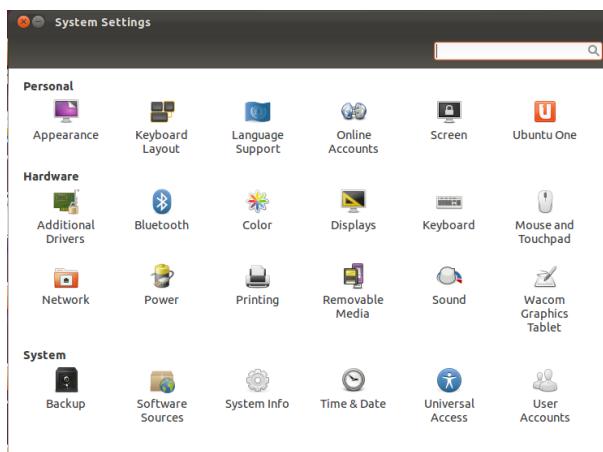 System Settings
Personal
Appearance
Keyboard
Layout
Language
Support
Online
Accounts
Screen
Ubuntu One
Hardware
Additional
Drivers
Bluetooth
Color
Displays
Keyboard
Mouse and
Touchpad
Network
Power
Printing
Removable
Media
Sound
Wacom
Graphics
Tablet
System
Backup
Software
Sources
System Info
Time & Date
Universal
Access
User
Accounts